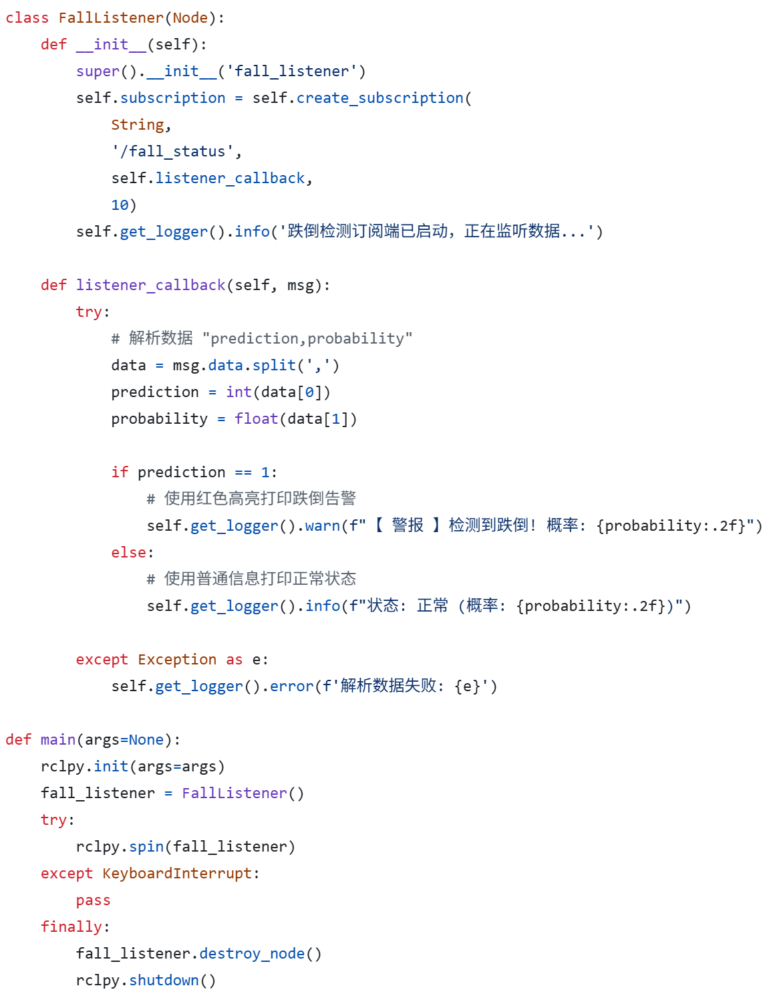 class FallListener(Node):
    def __init__(self):
        super().__init__('fall_listener')
        self.subscription = self.create_subscription(
            String,
            '/fall_status',
            self.listener_callback,
            10)
        self.get_logger().info('跌倒检测订阅端已启动，正在监听数据...')

    def listener_callback(self, msg):
        try:
            # 解析数据 "prediction,probability"
            data = msg.data.split(',')
            prediction = int(data[0])
            probability = float(data[1])

            if prediction == 1:
                # 使用红色高亮打印跌倒告警
                self.get_logger().warn(f"【 警报 】检测到跌倒! 概率: {probability:.2f}")
            else:
                # 使用普通信息打印正常状态
                self.get_logger().info(f"状态: 正常 (概率: {probability:.2f})")

        except Exception as e:
            self.get_logger().error(f'解析数据失败: {e}')

def main(args=None):
    rclpy.init(args=args)
    fall_listener = FallListener()
    try:
        rclpy.spin(fall_listener)
    except KeyboardInterrupt:
        pass
    finally:
        fall_listener.destroy_node()
        rclpy.shutdown()